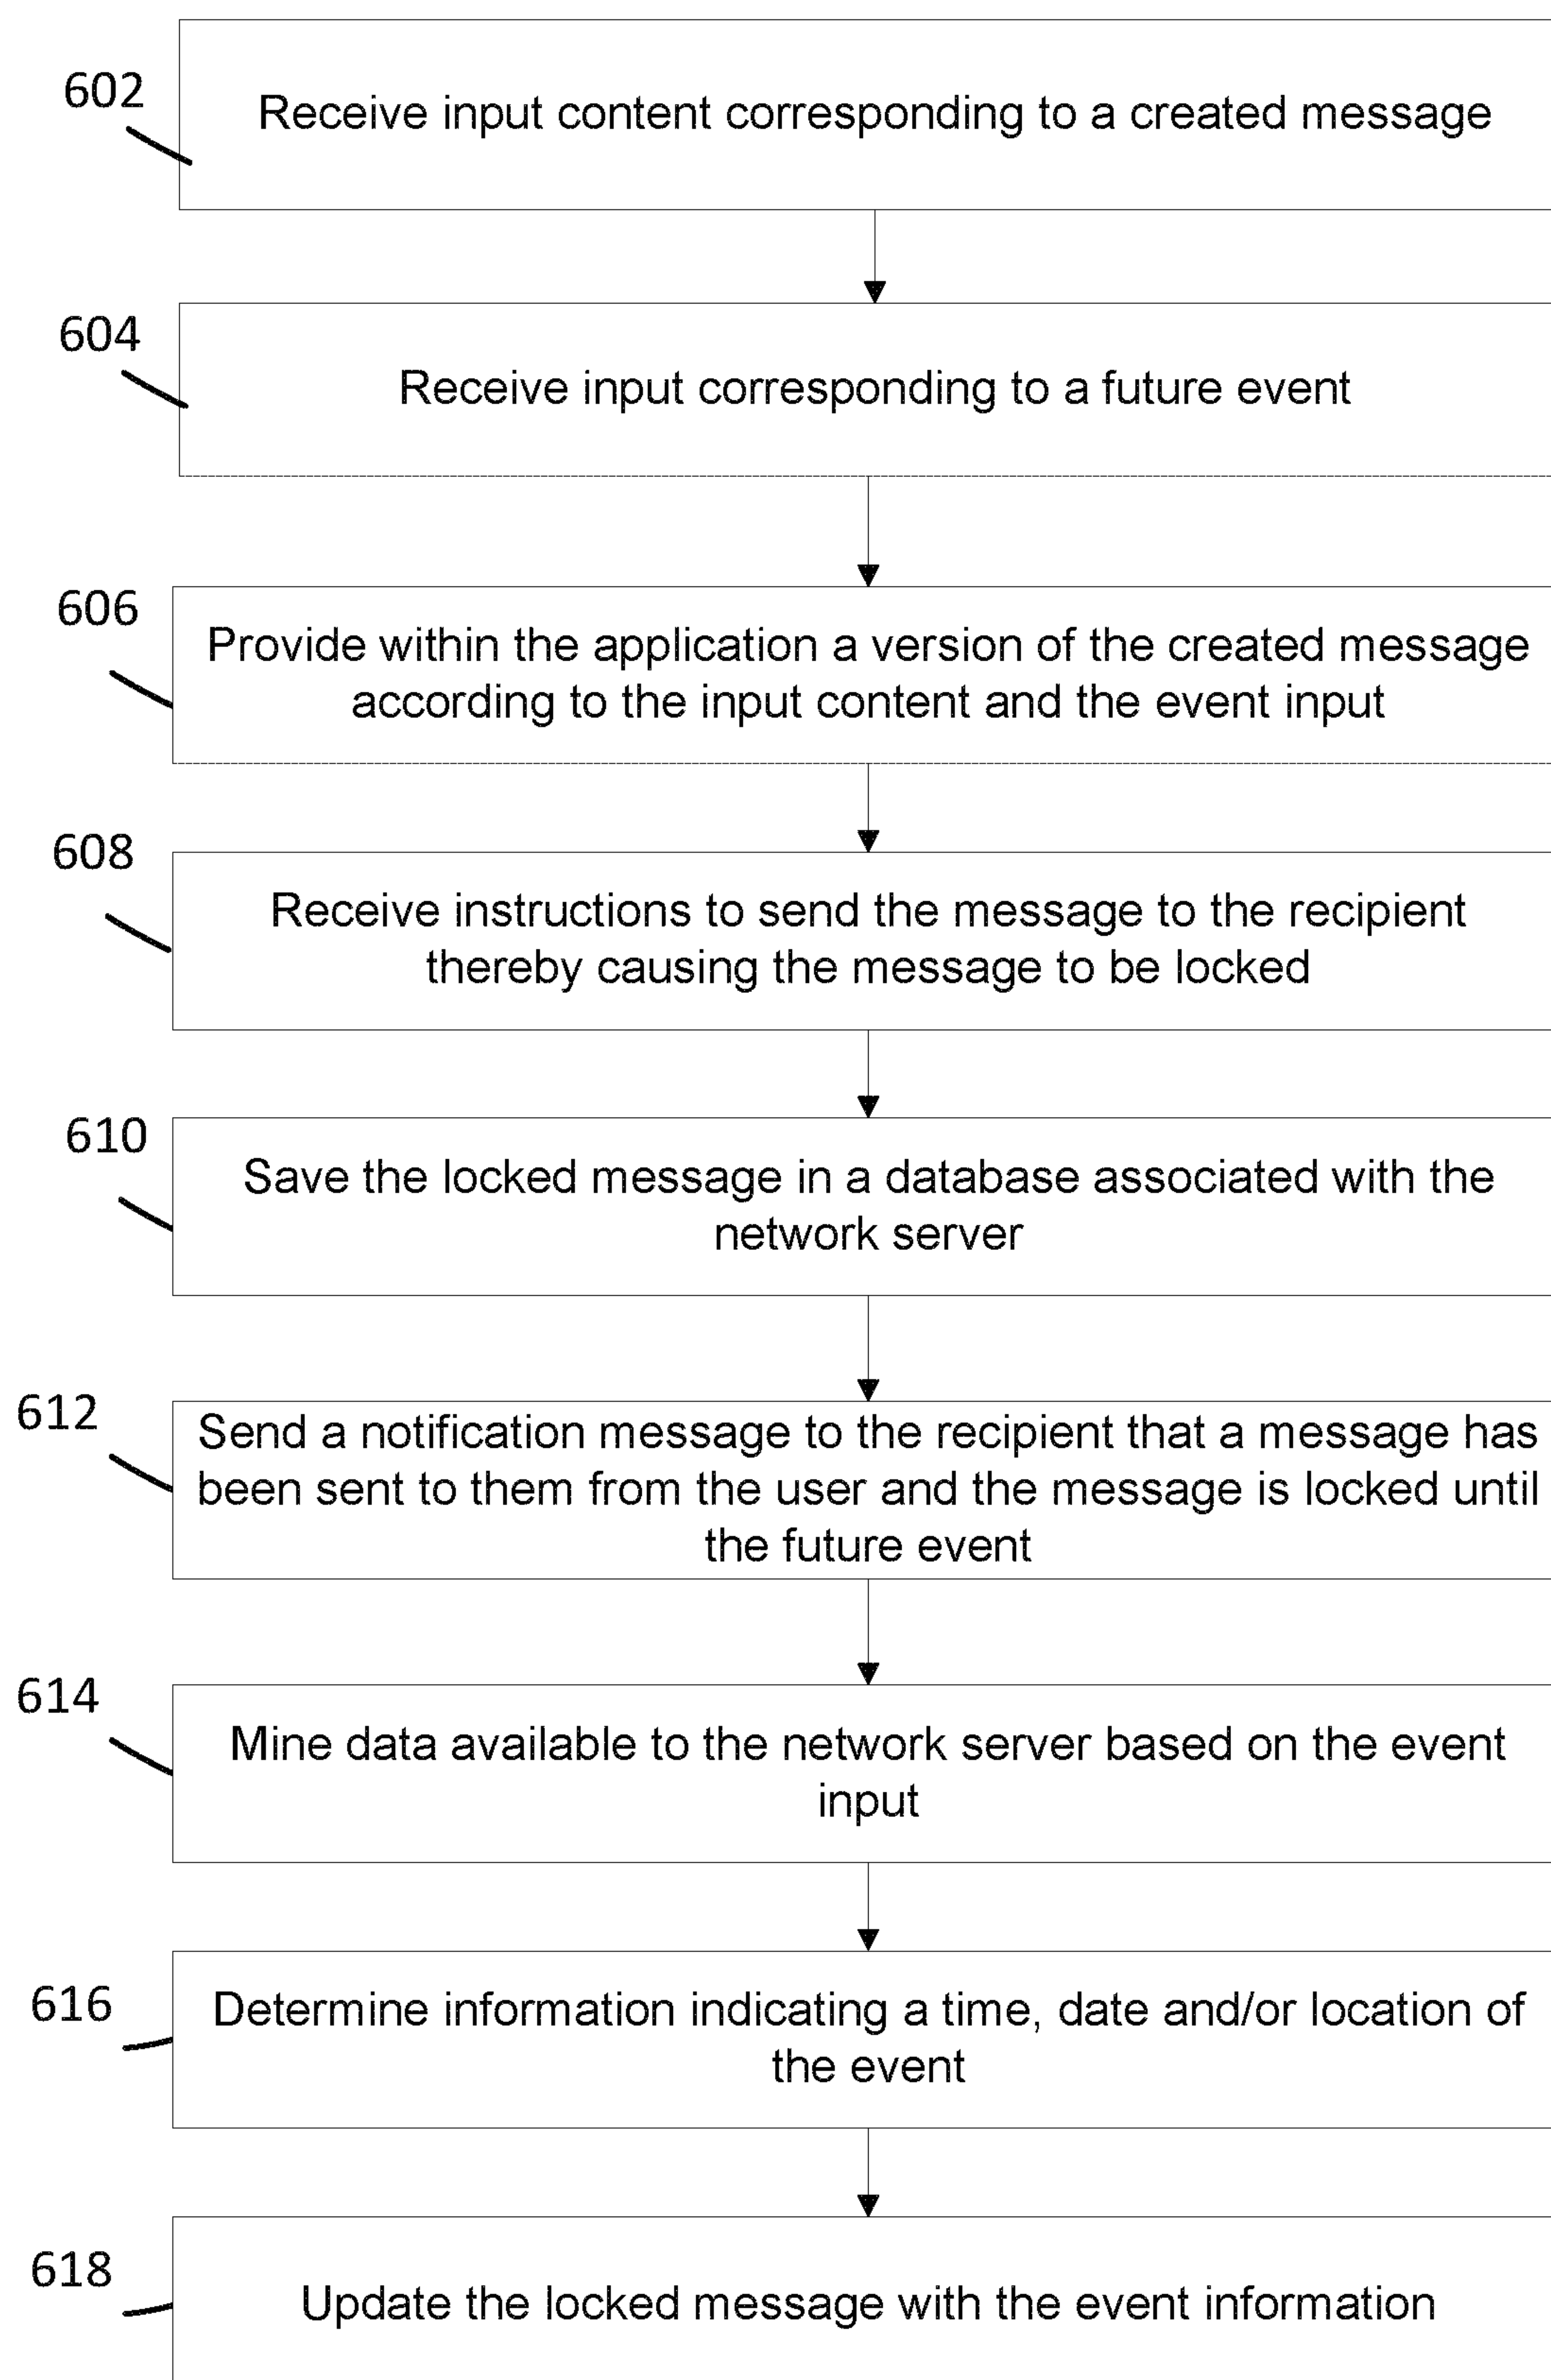 602
Receive input content corresponding to a created message
604
Receive input corresponding to a future event
606
Provide within the application a version of the created message
according to the input content and the event input
608
Receive instructions to send the message to the recipient
thereby causing the message to be locked
610
Save the locked message in a database associated with the
network server
612
Send a notification message to the recipient that a message has
been sent to them from the user and the message is locked until
the future event
614
Mine data available to the network server based on the event
input
616
Determine information indicating a time, date and/or location of
the event
618
Update the locked message with the event information